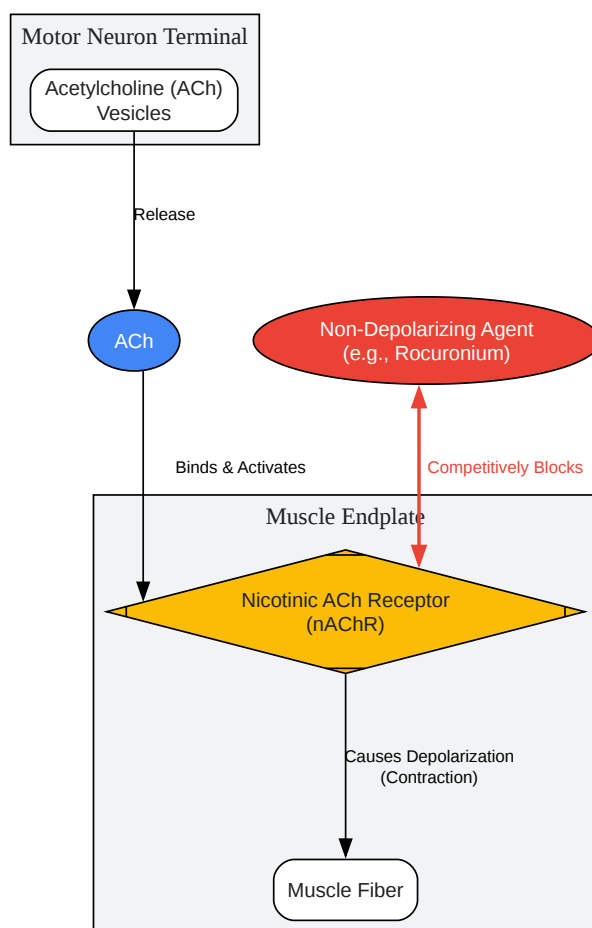 Motor Neuron Terminal
Acetylcholine (ACh)
Vesicles
Release
ACh
Non-Depolarizing Agent
(e.g., Rocuronium)
Binds & Activates
Competitively Blocks
Muscle Endplate
Nicotinic ACh Receptor
(nAChR)
Causes Depolarization
(Contraction)
Muscle Fiber